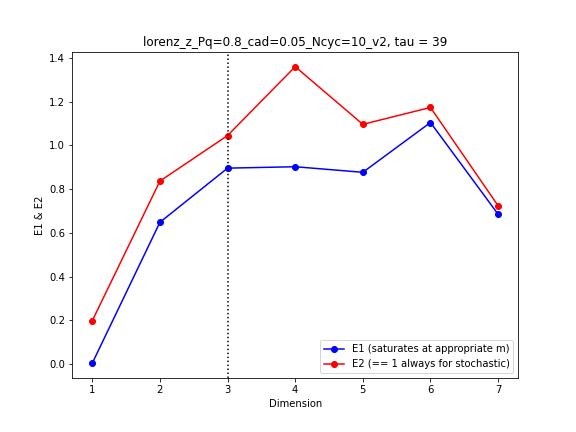 lorenz_z_Pq=0.8_cad=0.05_Ncyc=10_v2, tau = 39
1.4
1.2
1.0
0.8
0.6
0.4
0.2
0.0
E1 & E2
E1 (saturates at appropriate m)
E2 (== 1 always for stochastic)
1 2 3 4 5 6 7
Dimension